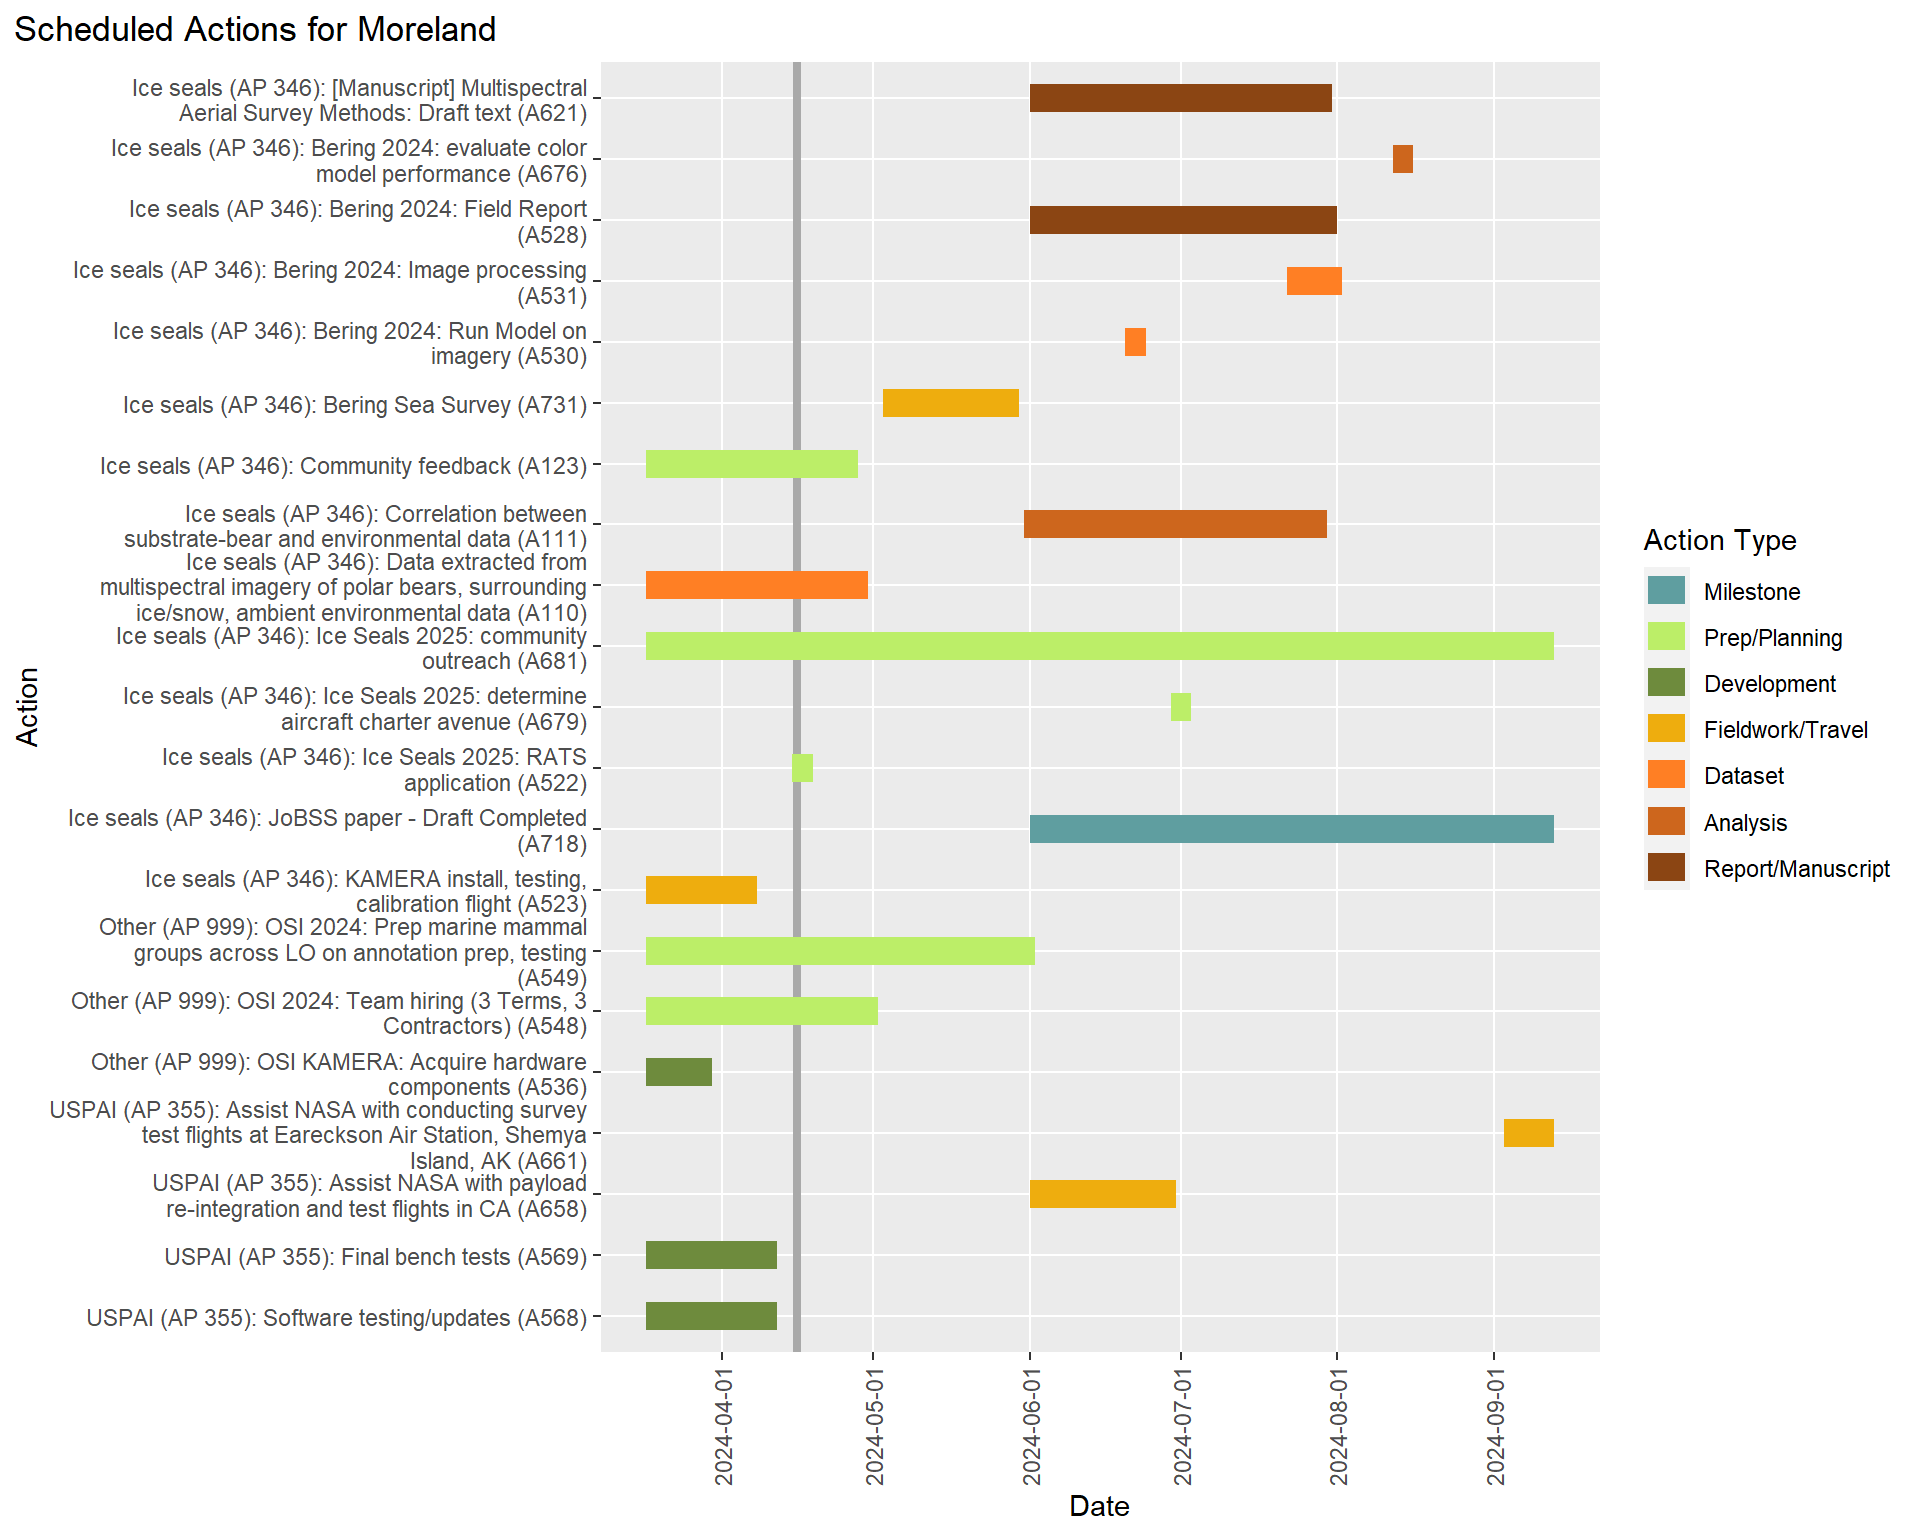 Scheduled Actions for Moreland
Ice seals (AP 346): [Manuscript] Multispectral
Aerial Survey Methods: Draft text (A621)
Ice seals (AP 346): Bering 2024: evaluate color
model performance (A676)
Ice seals (AP 346): Bering 2024: Field Report
(A528)
Ice seals (AP 346): Bering 2024: Image processing
(A531)
Ice seals (AP 346): Bering 2024: Run Model on
imagery (A530)
Ice seals (AP 346): Bering Sea Survey (A731)
Ice seals (AP 346): Community feedback (A123)
Ice seals (AP 346): Correlation between
substrate-bear and environmental data (A111)
Ice seals (AP 346): Data extracted from
multispectral imagery of polar bears, surrounding
ice/snow, ambient environmental data (A110)
Ice seals (AP 346): Ice Seals 2025: community
outreach (A681)
Ice seals (AP 346): Ice Seals 2025: determine
aircraft charter avenue (A679)
Ice seals (AP 346): Ice Seals 2025: RATS
application (A522)
Ice seals (AP 346): JoBSS paper - Draft Completed
(A718)
Ice seals (AP 346): KAMERA install, testing,
calibration flight (A523)
Other (AP 999): OSI 2024: Prep marine mammal
groups across LO on annotation prep, testing
(A549)
Other (AP 999): OSI 2024: Team hiring (3 Terms, 3
Contractors) (A548)
Other (AP 999): OSI KAMERA: Acquire hardware
components (A536)
USPAI (AP 355): Assist NASA with conducting survey
test flights at Eareckson Air Station, Shemya
Island, AK (A661)
USPAI (AP 355): Assist NASA with payload
re-integration and test flights in CA (A658)
USPAI (AP 355): Final bench tests (A569)
USPAI (AP 355): Software testing/updates (A568)
Action
2024-04-01
2024-05-01
2024-06-01
2024-07-01
2024-08-01
2024-09-01
Date
Action Type
Milestone
Prep/Planning
Development
Fieldwork/Travel
Dataset
Analysis
Report/Manuscript